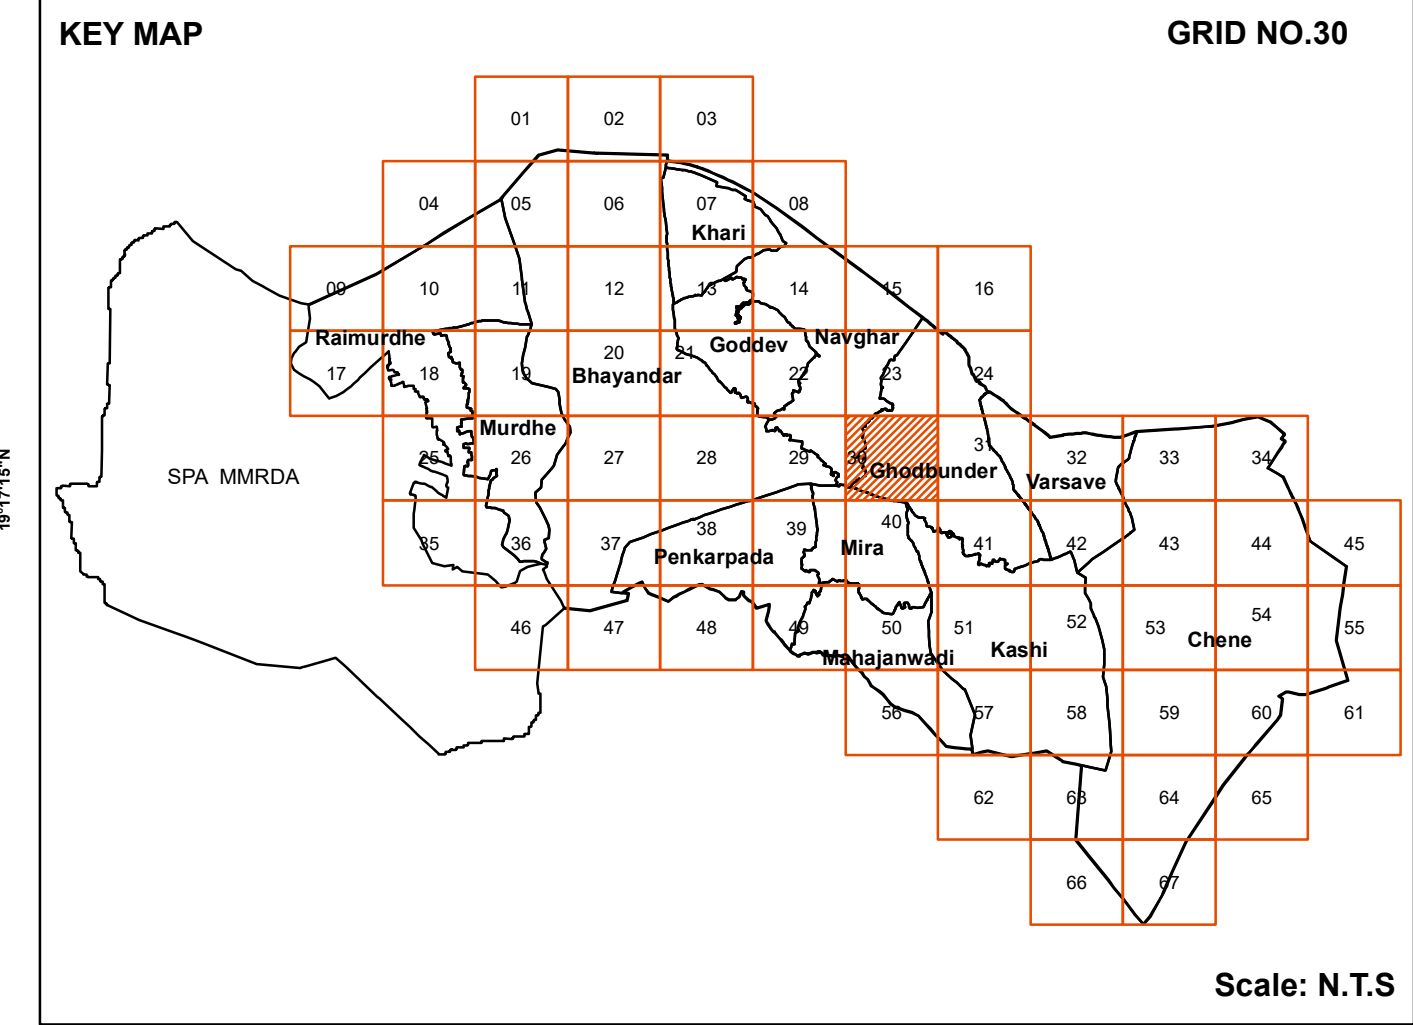 KEY MAP GRID NO.30
01 02 03
04 05 06 07 08
Khari
09 10 11 12 13 14 15 16
Raimurdhe Goddev Navghar
17 18 19 20 21 22 23 24
Bhayandar
Murdhe
25 26 27 28 29 30 31 32 33 34
SPA MMRDA Ghodbunder Varsave
35 36 37 38 39 40 41 42 43 44 45
Penkarpada Mira
46 47 48 49 50 51 52 53 54 55
Mahajanwadi Kashi Chene
56 57 58 59 60 61
62 63 64 65
66 67
Scale: N.T.S
19°17'15"N